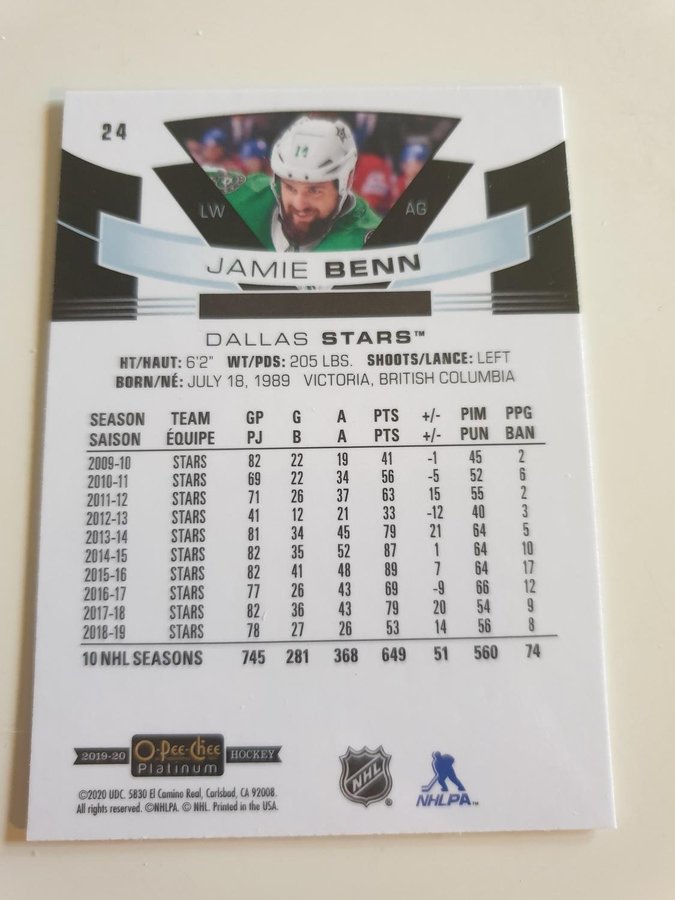 24
14
LW AG
JAMIE BENN
DALLAS STARS™
HT/HAUT: 6'2" WT/PDS: 205 LBS. SHOOTS/LANCE: LEFT
BORN/NÉ: JULY 18, 1989 VICTORIA, BRITISH COLUMBIA
SEASON TEAM GP G A PTS +/- PIM PPG
SAISON ÉQUIPE PJ B A PTS +/- PUN BAN
2009-10 STARS 82 22 19 41 -1 45 2
2010-11 STARS 69 22 34 56 -5 52 6
2011-12 STARS 71 26 37 63 15 55 2
2012-13 STARS 41 12 21 33 -12 40 3
2013-14 STARS 81 34 45 79 21 64 5
2014-15 STARS 82 35 52 87 1 64 10
2015-16 STARS 82 41 48 89 7 64 17
2016-17 STARS 77 26 43 69 -9 66 12
2017-18 STARS 82 36 43 79 20 54 9
2018-19 STARS 78 27 26 53 14 56 8
10 NHL SEASONS 745 281 368 649 51 560 74
2019-20 O-Pee-Chee HOCKEY
Platinum
NHL ®
NHLPA™
©2020 UDC. 5830 El Camino Real, Carlsbad, CA 92008.
All rights reserved. ©NHLPA. © NHL. Printed in the USA.